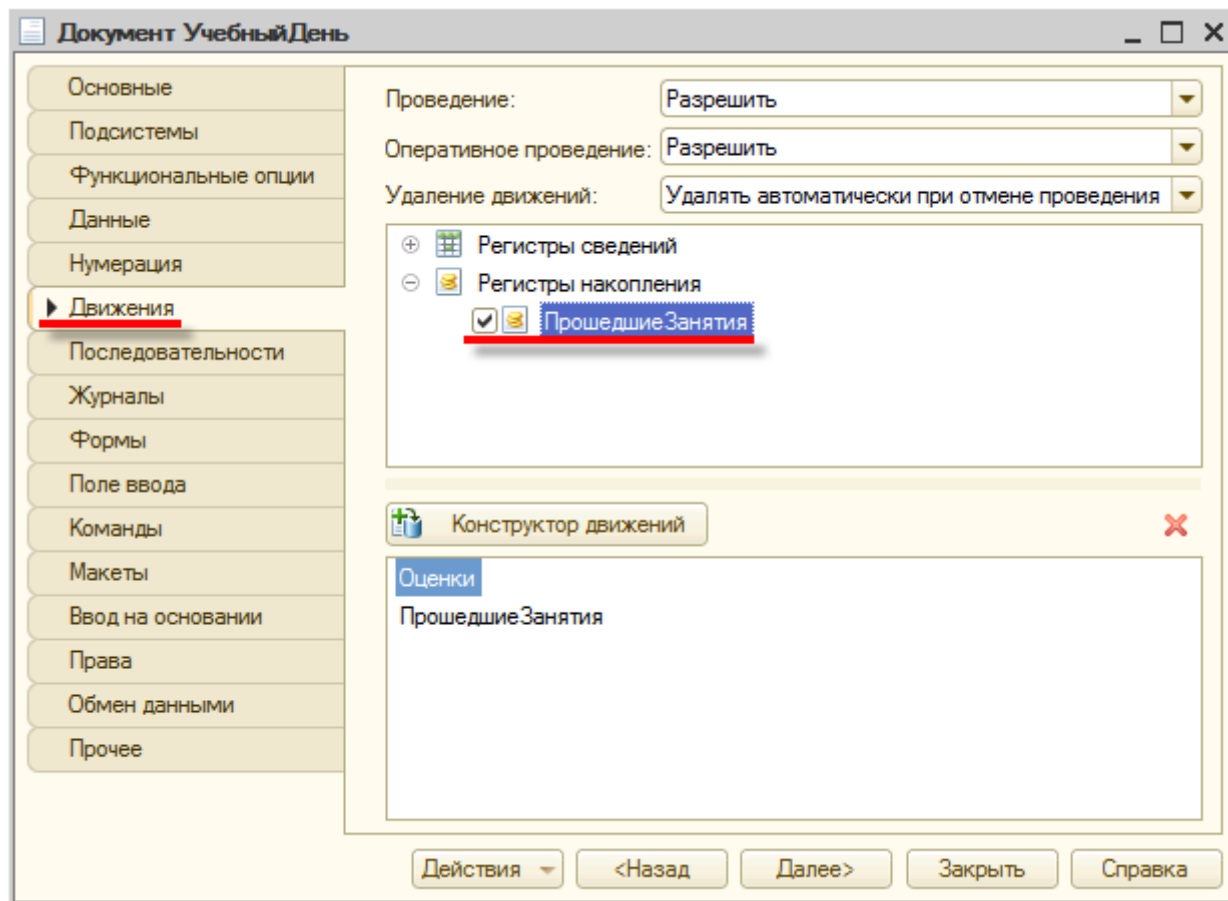 Документ УчебныйДень
Основные
Подсистемы
Функциональные опции
Данные
Нумерация
Движения
Последовательности
Журналы
Формы
Поле ввода
Команды
Макеты
Ввод на основании
Права
Обмен данными
Прочее
Проведение: Разрешить
Оперативное проведение: Разрешить
Удаление движений: Удалять автоматически при отмене проведения
Регистры сведений
Регистры накопления
ПрошедшиеЗанятия
Конструктор движений
Оценки
ПрошедшиеЗанятия
Действия <Назад Далее> Закрыть Справка